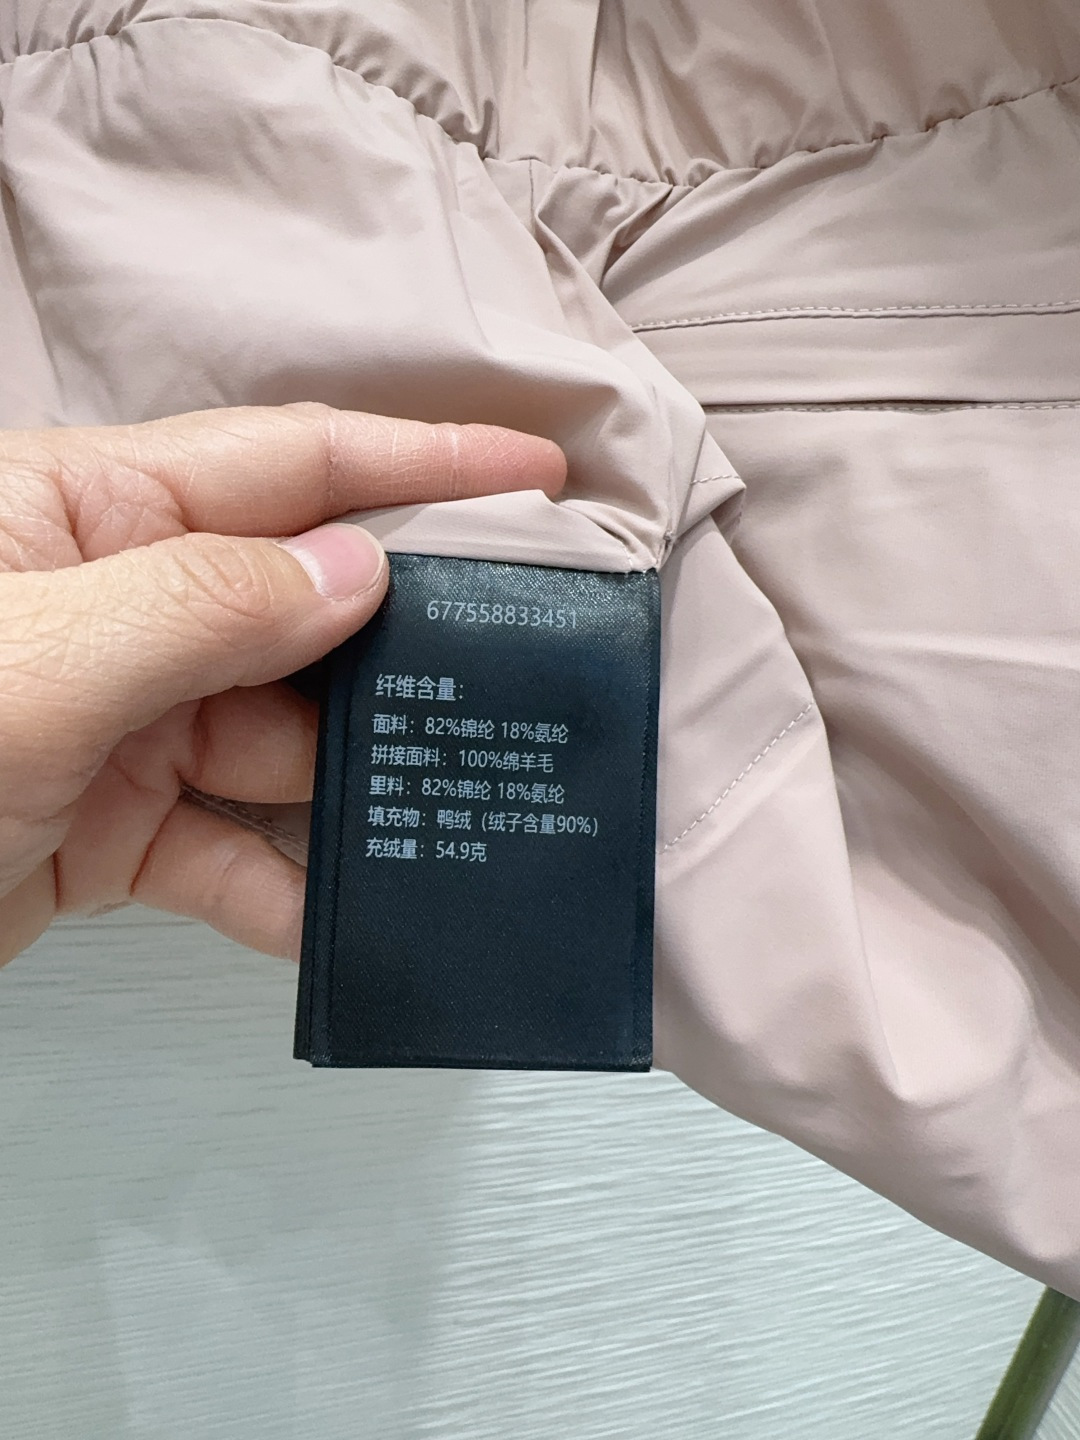 677558833451
纤维含量：
面料：82%锦纶 18%氨纶
拼接面料：100%绵羊毛
里料：82%锦纶 18%氨纶
填充物：鸭绒（绒子含量90%）
充绒量：54.9克